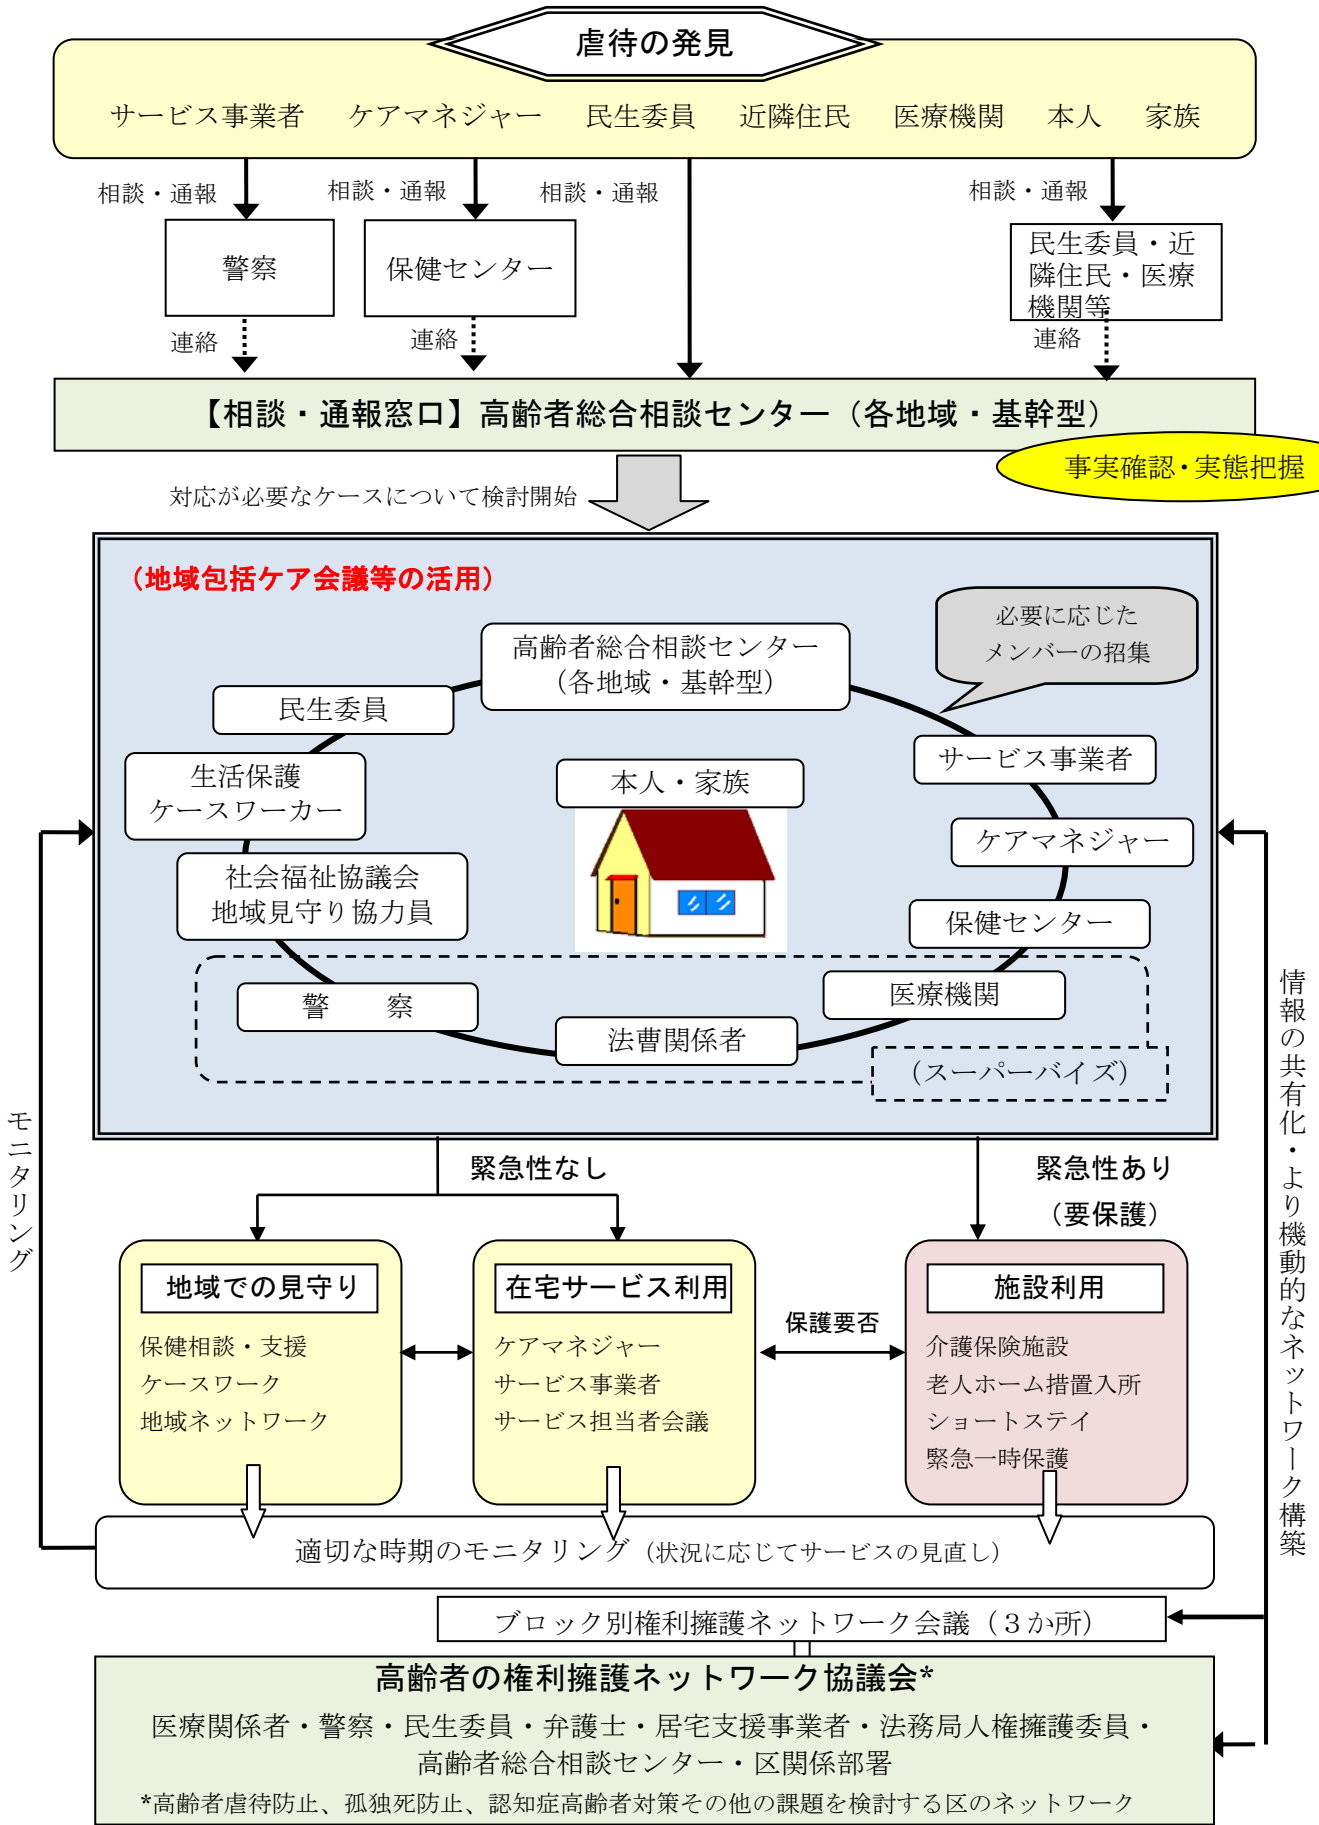 虐待の発見
サービス事業者 ケアマネジャー 民生委員 近隣住民 医療機関 本人 家族
相談・通報 相談・通報 相談・通報 相談・通報
警察
保健センター
民生委員・近
隣住民・医療
機関等
連絡 連絡 連絡
【相談・通報窓口】高齢者総合相談センター（各地域・基幹型）
事実確認・実態把握
対応が必要なケースについて検討開始
（地域包括ケア会議等の活用）
必要に応じた
メンバーの招集
高齢者総合相談センター
（各地域・基幹型）
民生委員
サービス事業者
生活保護
ケースワーカー
本人・家族
ケアマネジャー
社会福祉協議会
地域見守り協力員
保健センター
警　察
医療機関
法曹関係者
（スーパーバイズ）
モニタリング
情報の共有化・より機動的なネットワーク構築
緊急性なし
緊急性あり
（要保護）
地域での見守り
保健相談・支援
ケースワーク
地域ネットワーク
在宅サービス利用
ケアマネジャー
サービス事業者
サービス担当者会議
保護要否
施設利用
介護保険施設
老人ホーム措置入所
ショートステイ
緊急一時保護
適切な時期のモニタリング（状況に応じてサービスの見直し）
ブロック別権利擁護ネットワーク会議（３か所）
高齢者の権利擁護ネットワーク協議会*
医療関係者・警察・民生委員・弁護士・居宅支援事業者・法務局人権擁護委員・
高齢者総合相談センター・区関係部署
*高齢者虐待防止、孤独死防止、認知症高齢者対策その他の課題を検討する区のネットワーク